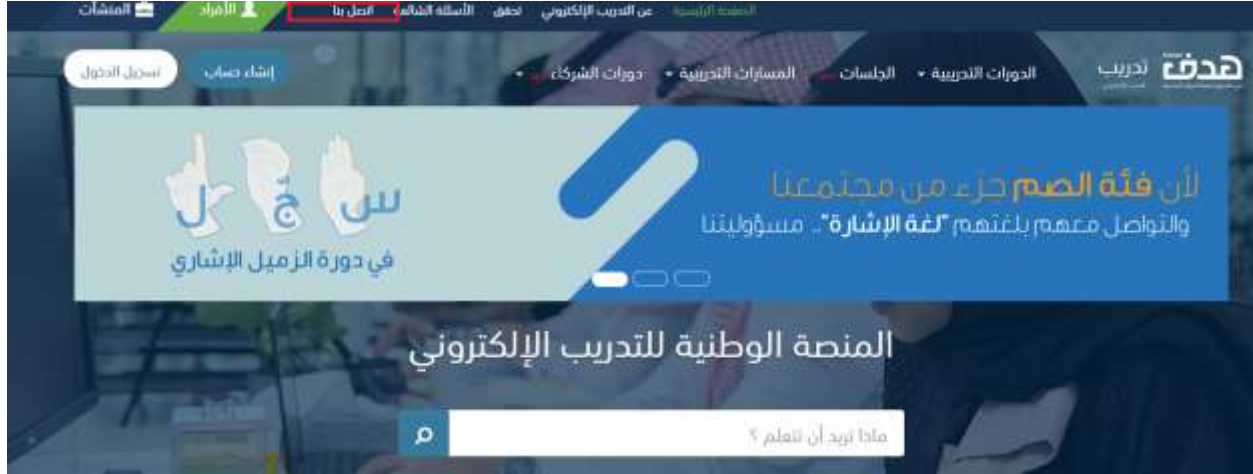 الصفحة الرئيسية عن التدريب الإلكتروني تحقق الأسئلة الشائعة اتصل بنا الأفراد المنشآت
هدف تدريب الدورات التدريبية الجلسات المسارات التدريبية دورات الشركاء إنشاء حساب تسجيل الدخول
لأن فئة الصم جزء من مجتمعنا
والتواصل معهم بلغتهم "لغة الإشارة".. مسؤوليتنا
س جّ ل
في دورة الزميل الإشاري
المنصة الوطنية للتدريب الإلكتروني
ماذا تريد أن تتعلم ؟